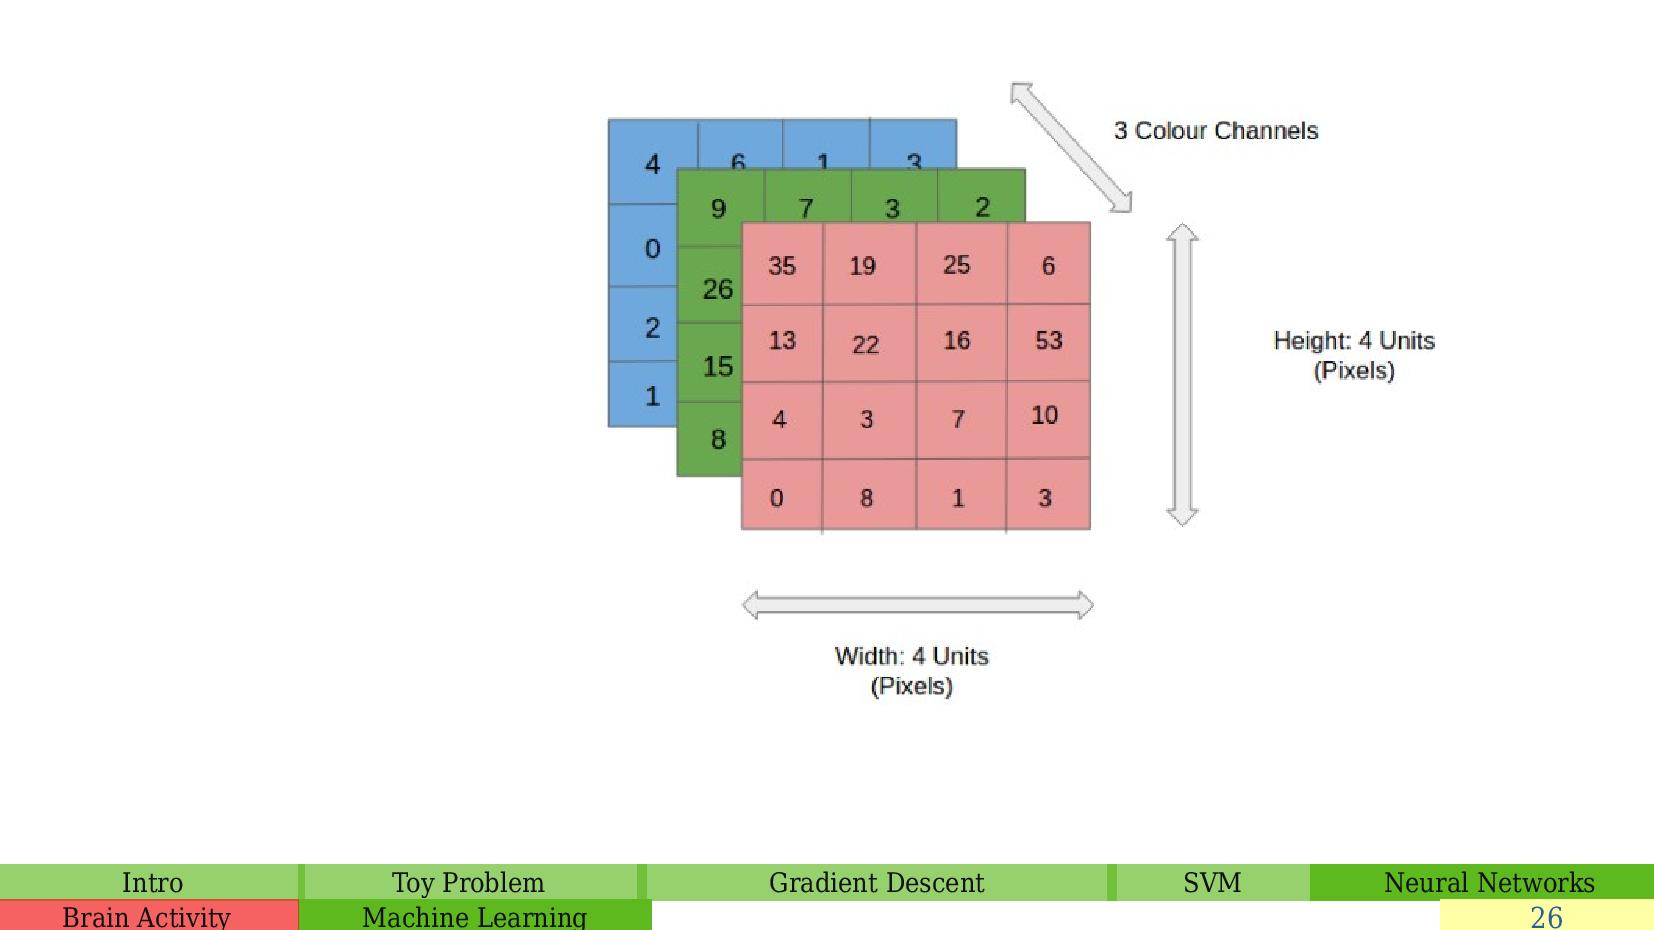 3 Colour Channels
4 6 1 3
9 7 3 2
0
35 19 25 6
26
2
13 22 16 53
Height: 4 Units
(Pixels)
15
1
4 3 7 10
8
0 8 1 3
Width: 4 Units
(Pixels)
Intro Toy Problem Gradient Descent SVM Neural Networks
Brain Activity Machine Learning 26